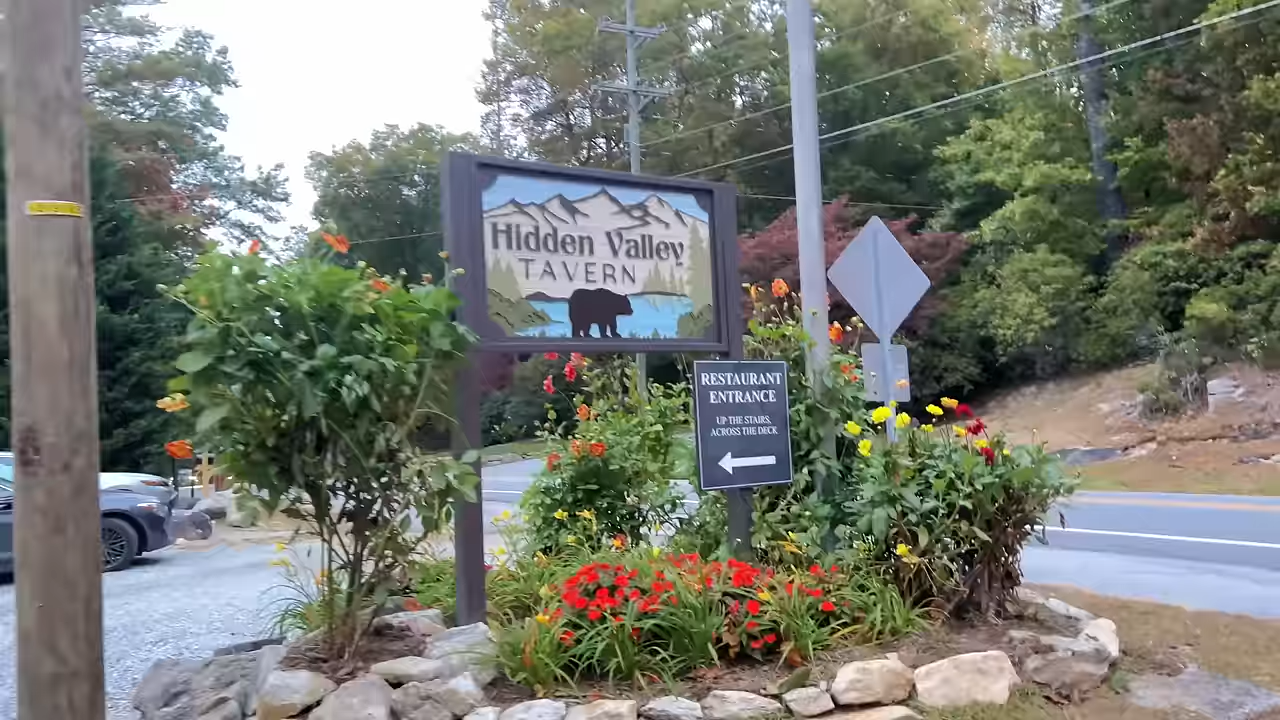 Hidden Valley
TAVERN
RESTAURANT
ENTRANCE
UP THE STAIRS,
ACROSS THE DECK